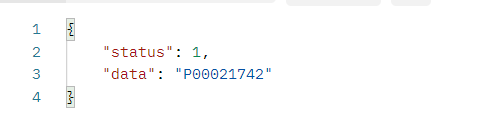 1 {
2 "status": 1,
3 "data": "P00021742"
4 }